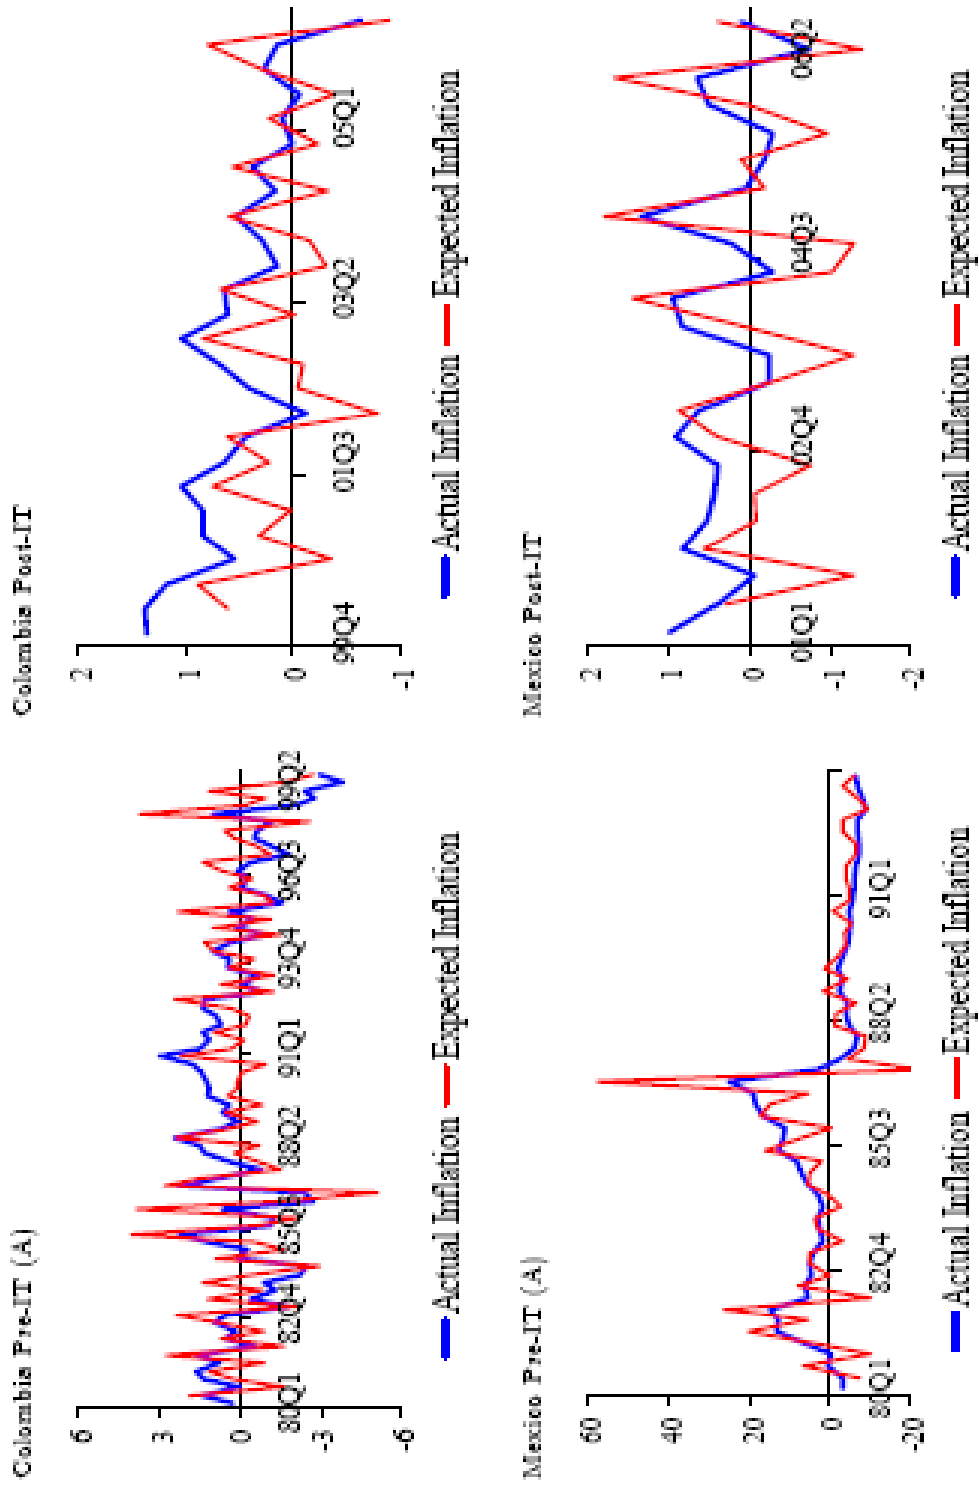 Colombia Pre-IT (A)
6
3
0
-3
-6
80Q1
82Q4
85Q3
88Q2
91Q1
93Q4
96Q3
99Q2
Actual Inflation
Expected Inflation
Colombia Post-IT
2
1
0
-1
99Q4
01Q3
03Q2
05Q1
Actual Inflation
Expected Inflation
Mexico Pre-IT (A)
60
40
20
0
-20
80Q1
82Q4
85Q3
88Q2
91Q1
Actual Inflation
Expected Inflation
Mexico Post-IT
2
1
0
-1
-2
01Q1
02Q4
04Q3
06Q2
Actual Inflation
Expected Inflation